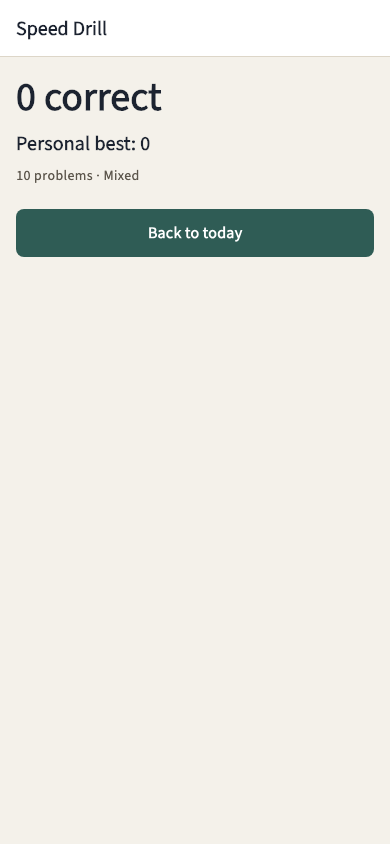 Speed Drill
0 correct
Personal best: 0
10 problems · Mixed
Back to today